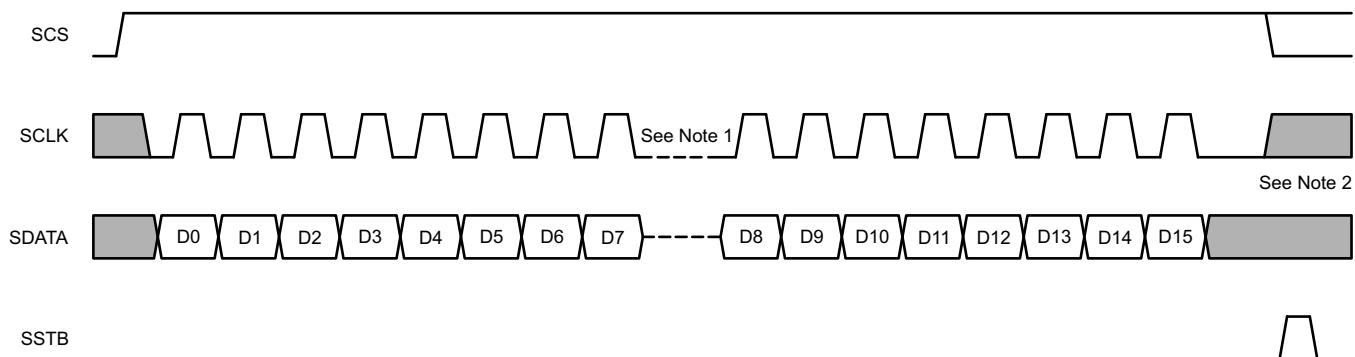 SCS
SCLK
See Note 1
See Note 2
SDATA
D0 D1 D2 D3 D4 D5 D6 D7 D8 D9 D10 D11 D12 D13 D14 D15
SSTB